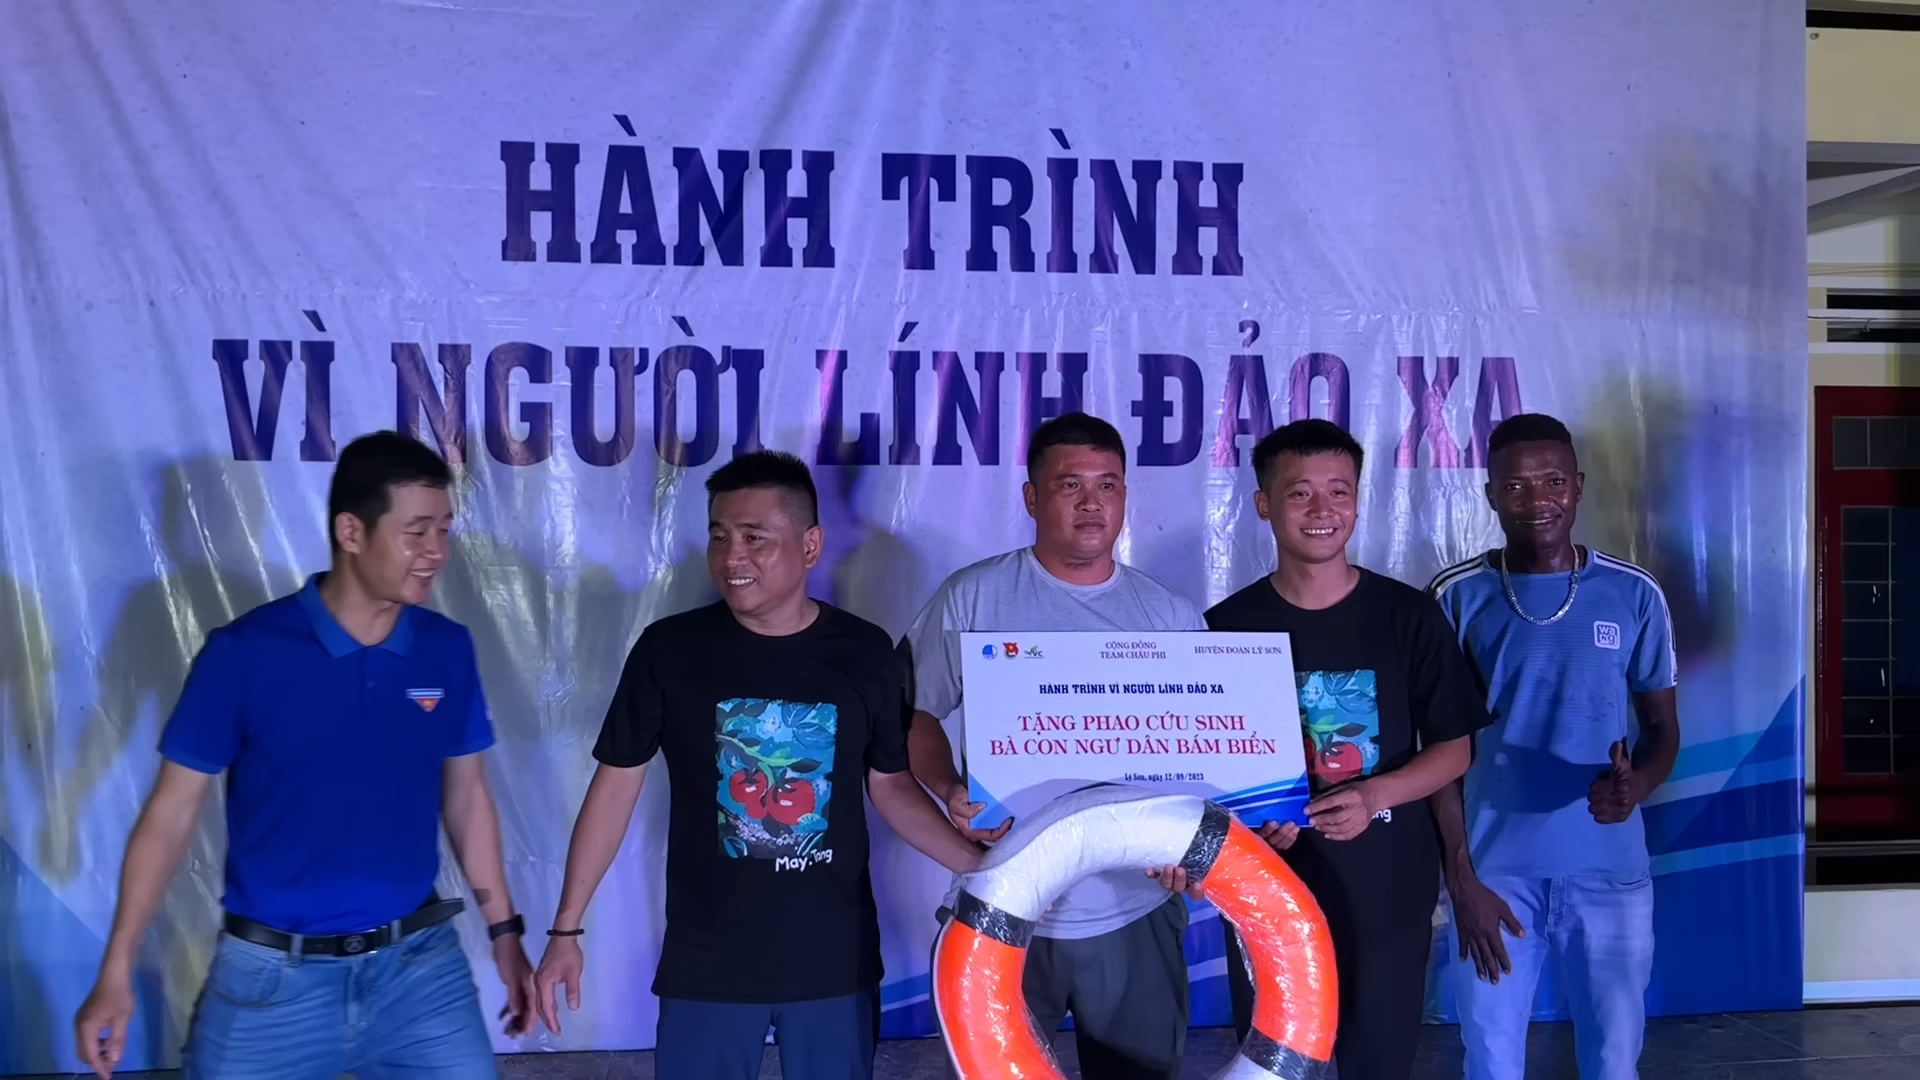 HÀNH TRÌNH
VÌ NGƯỜI LÍNH ĐẢO XA
CỘNG ĐỒNG
TEAM CHÂU PHI
HUYỆN ĐOÀN LÝ SƠN
VC
HÀNH TRÌNH VÌ NGƯỜI LÍNH ĐẢO XA
TẶNG PHAO CỨU SINH
BÀ CON NGƯ DÂN BÁM BIỂN
Lý Sơn, ngày 12/09/2023
May.Tang
ng